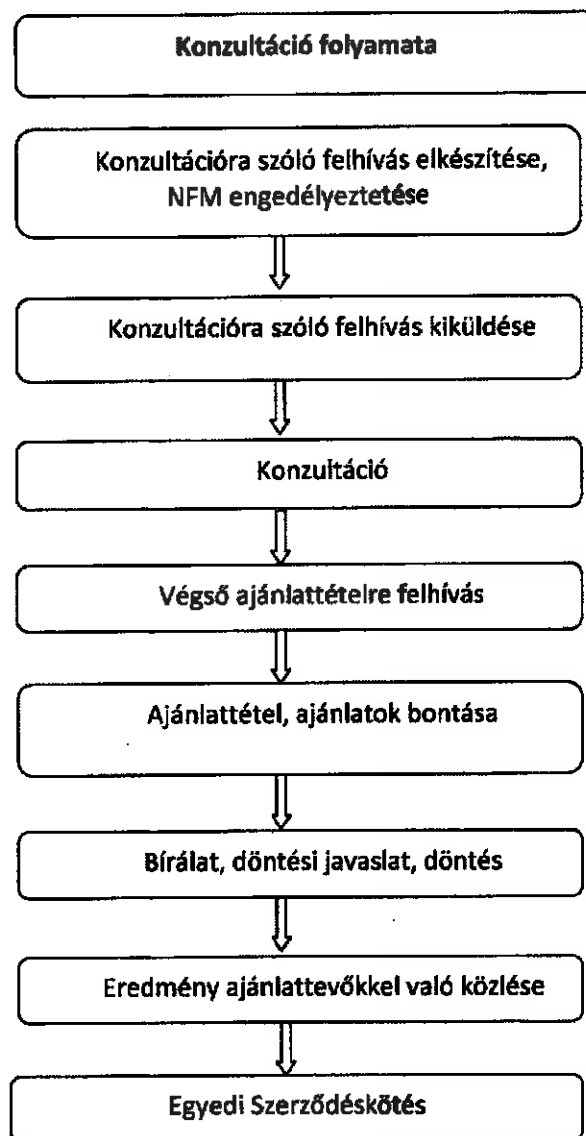 Konzultáció folyamata
Konzultációra szóló felhívás elkészítése,
NFM engedélyeztetése
Konzultációra szóló felhívás kiküldése
Konzultáció
Végső ajánlattételre felhívás
Ajánlattétel, ajánlatok bontása
Bírálat, döntési javaslat, döntés
Eredmény ajánlattevőkkel való közlése
Egyedi Szerződéskötés